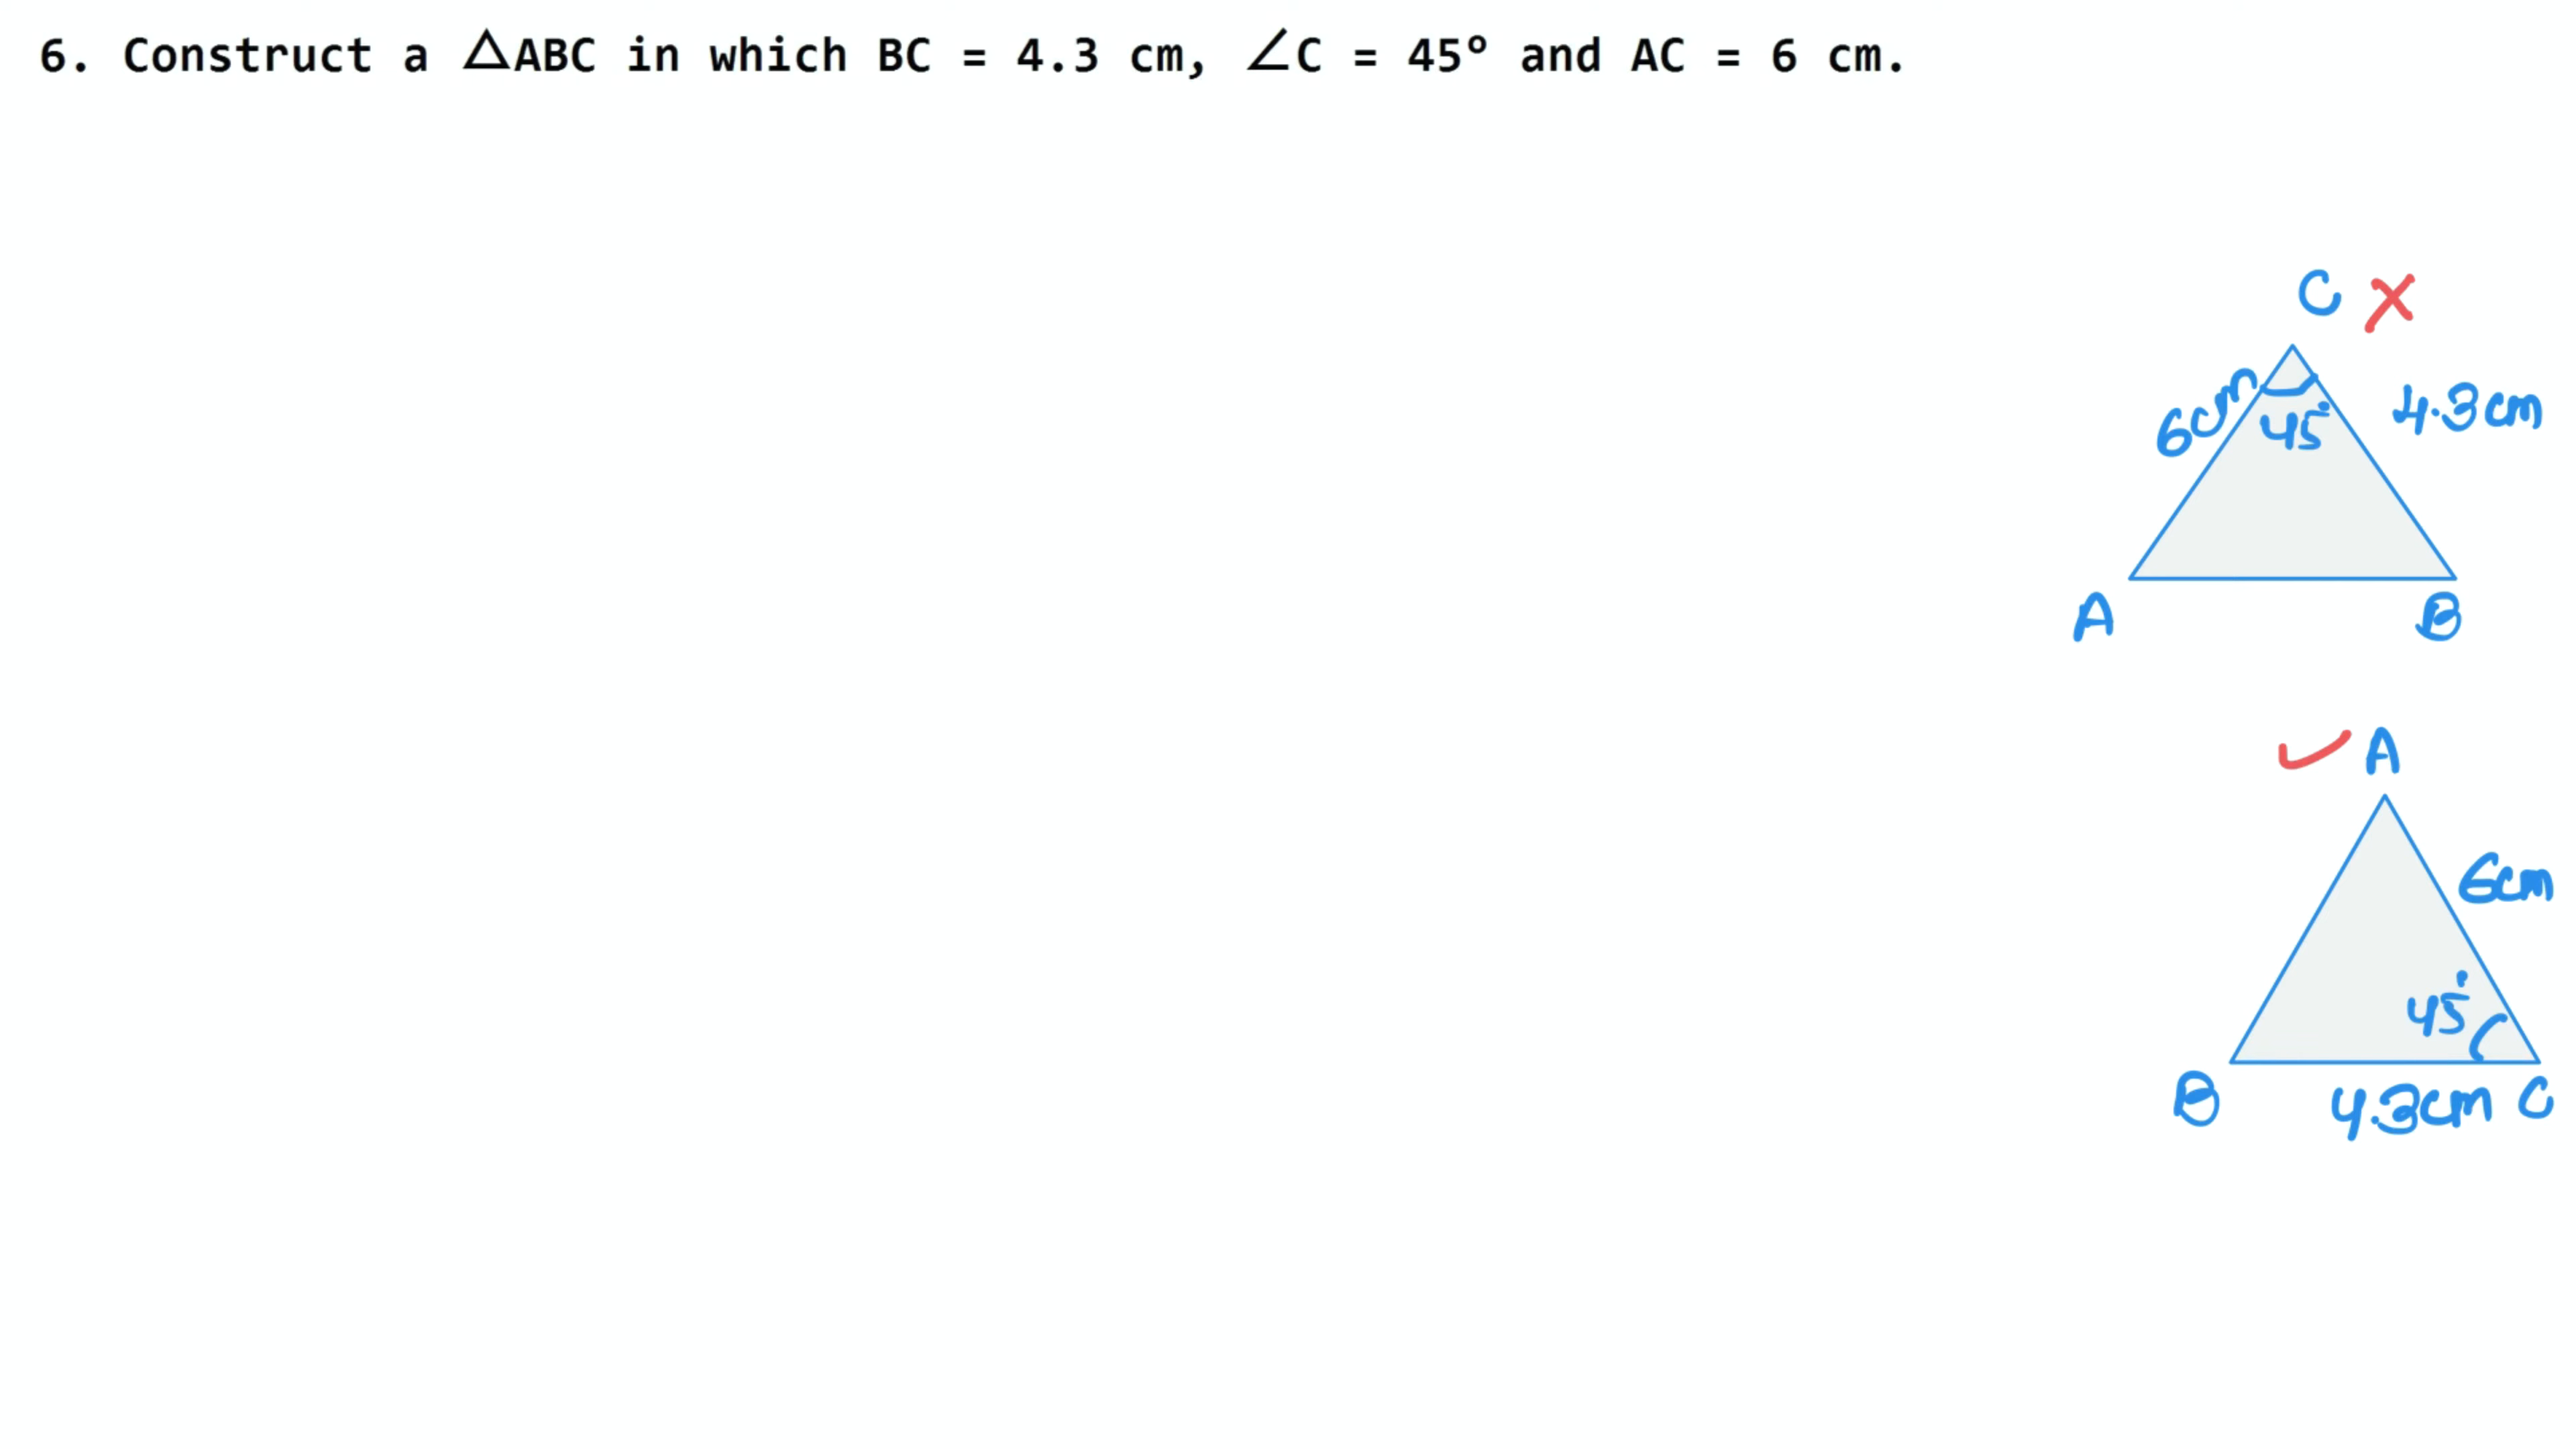 6. Construct a △ABC in which BC = 4.3 cm, ∠C = 45° and AC = 6 cm.
C ✗
6cm
45°
4.3cm
A
B
✓ A
6cm
45°
B
4.3cm
C